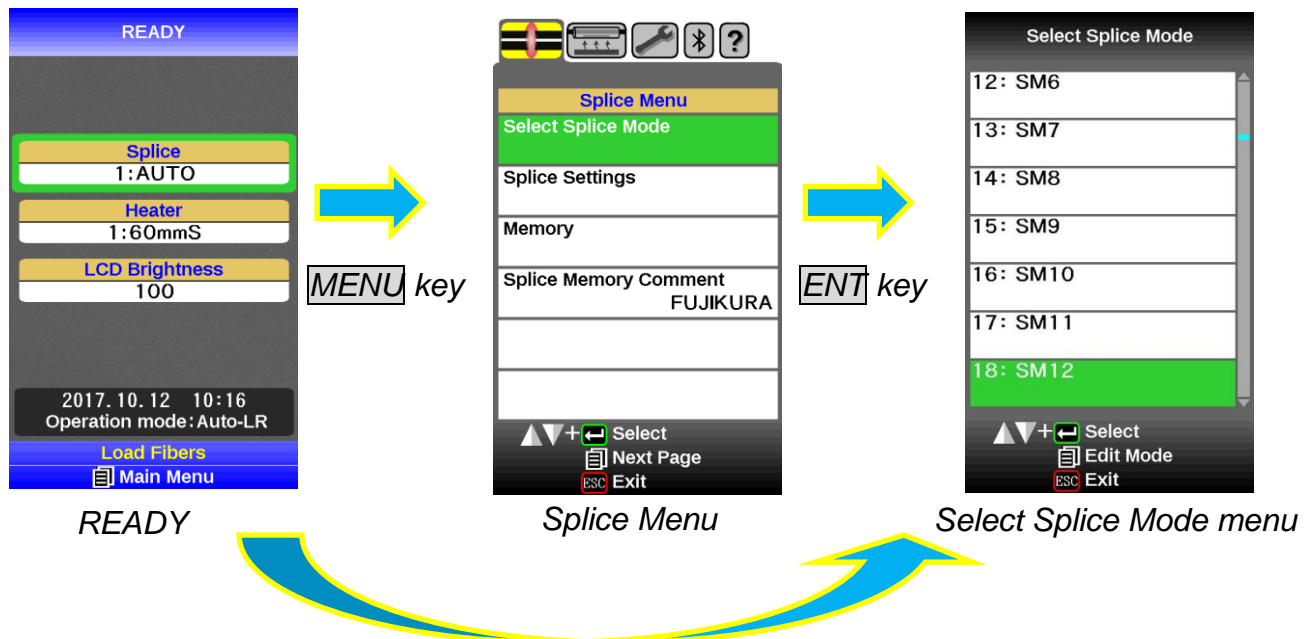 READY
Splice
1:AUTO
Heater
1:60mmS
LCD Brightness
100
2017.10.12 10:16
Operation mode:Auto-LR
Load Fibers
Main Menu
READY
MENU key
?
Splice Menu
Select Splice Mode
Splice Settings
Memory
Splice Memory Comment
FUJIKURA
+ Select
Next Page
ESC Exit
Splice Menu
ENT key
Select Splice Mode
12: SM6
13: SM7
14: SM8
15: SM9
16: SM10
17: SM11
18: SM12
+ Select
Edit Mode
ESC Exit
Select Splice Mode menu